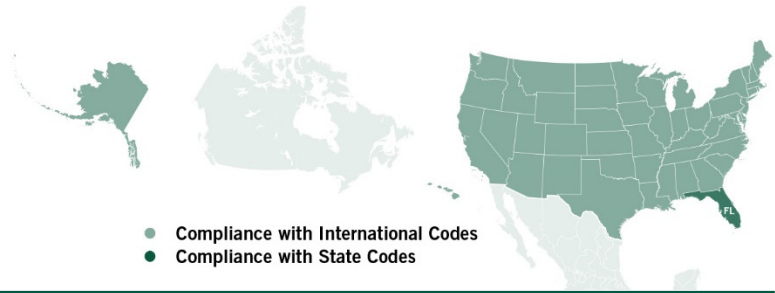 FL
Compliance with International Codes
Compliance with State Codes